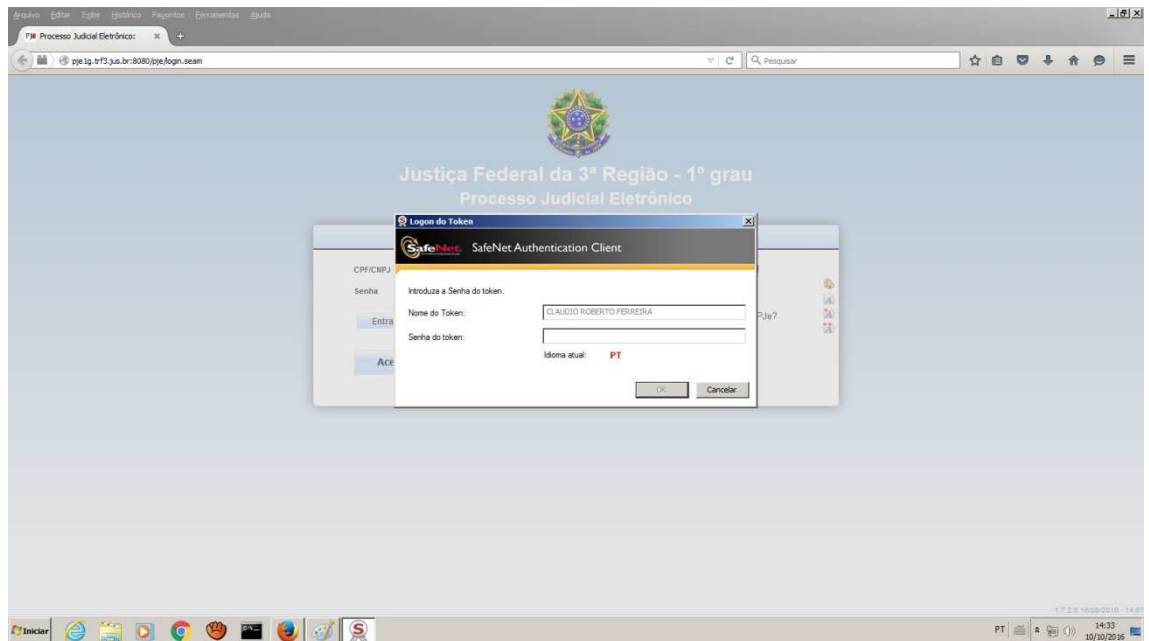 Arquivo Editar Exibir Histórico Favoritos Ferramentas Ajuda
PJe Processo Judicial Eletrônico:
pje1g.trf3.jus.br:8080/pje/login.seam
Pesquisar
Justiça Federal da 3ª Região - 1º grau
Processo Judicial Eletrônico
Logon do Token
SafeNet. SafeNet Authentication Client
CPF/CNPJ
Senha
Introduza a Senha do token.
Nome do Token: CLAUDIO ROBERTO FERREIRA
Entra
PJe?
Senha do token:
Idioma atual: PT
Ace
OK Cancelar
Iniciar
PT
14:33
10/10/2016